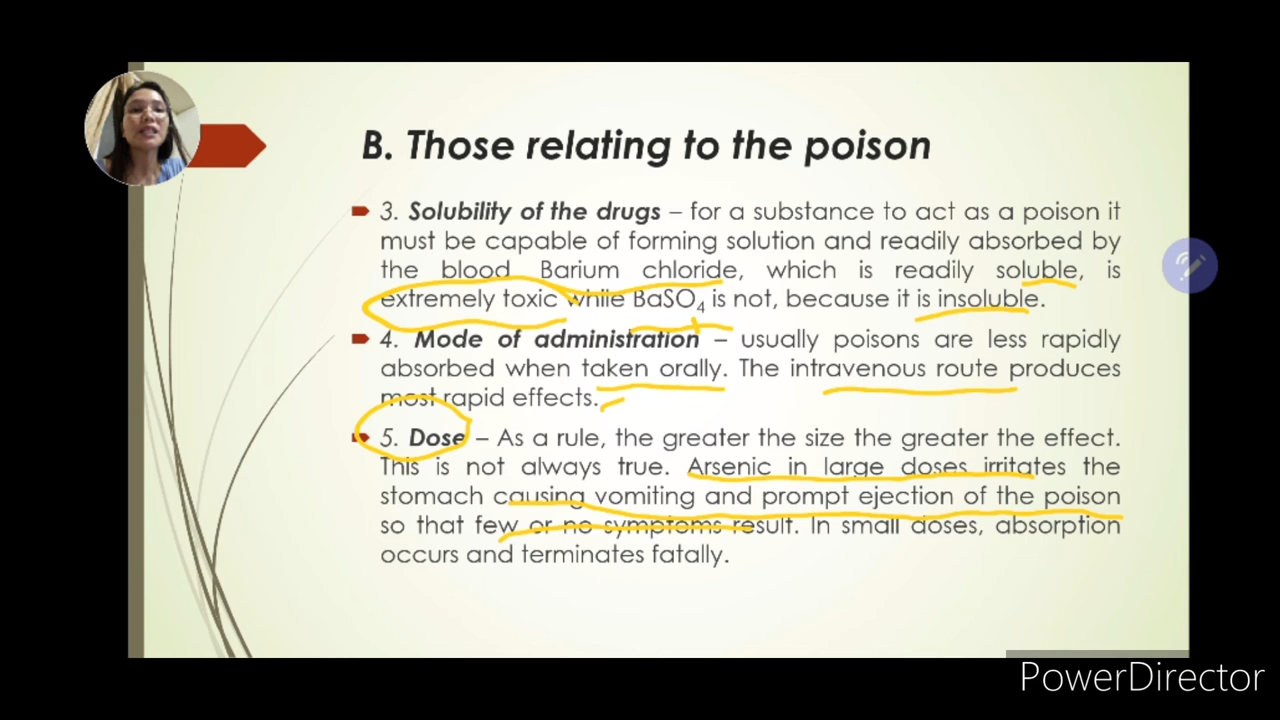 B. Those relating to the poison
3. Solubility of the drugs – for a substance to act as a poison it
must be capable of forming solution and readily absorbed by
the blood Barium chloride, which is readily soluble, is
extremely toxic while BaSO₄ is not, because it is insoluble.
4. Mode of administration – usually poisons are less rapidly
absorbed when taken orally. The intravenous route produces
most rapid effects.
5. Dose – As a rule, the greater the size the greater the effect.
This is not always true. Arsenic in large doses irritates the
stomach causing vomiting and prompt ejection of the poison
so that few or no symptoms result. In small doses, absorption
occurs and terminates fatally.
PowerDirector